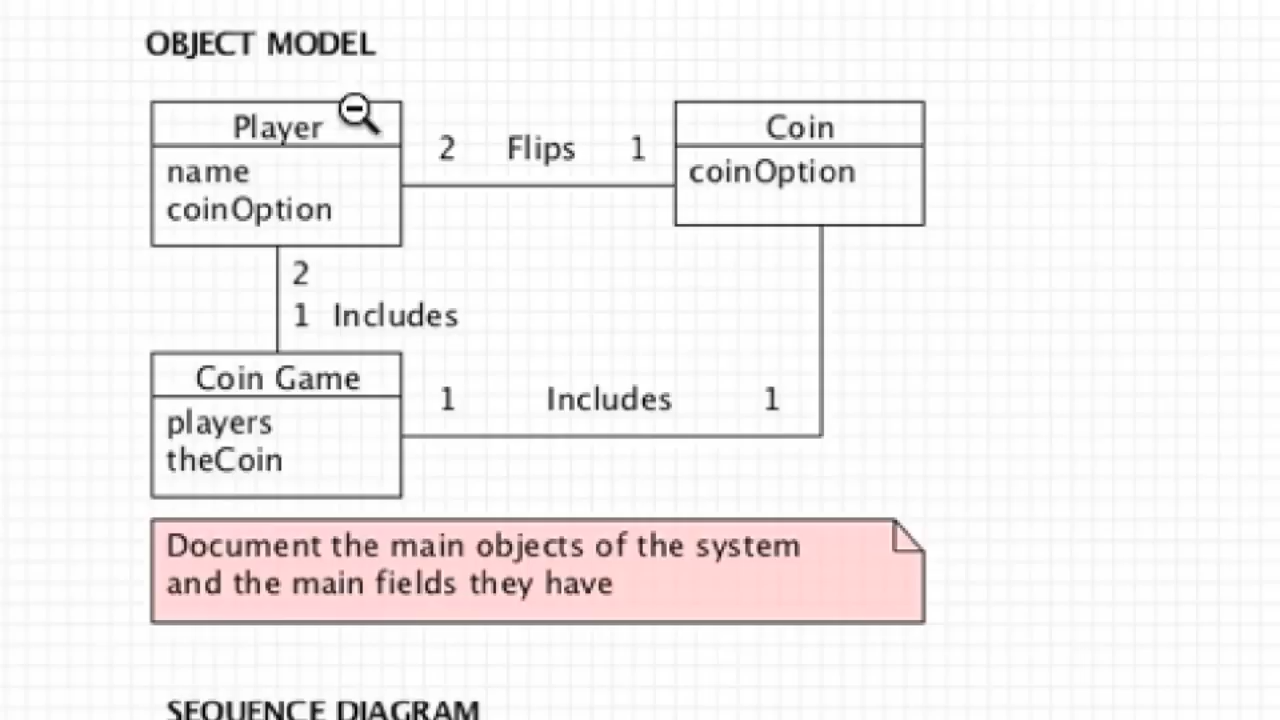 OBJECT MODEL
Player
name
coinOption
2 Flips 1
Coin
coinOption
2
1 Includes
Coin Game
players
theCoin
1 Includes 1
Document the main objects of the system
and the main fields they have
SEQUENCE DIAGRAM